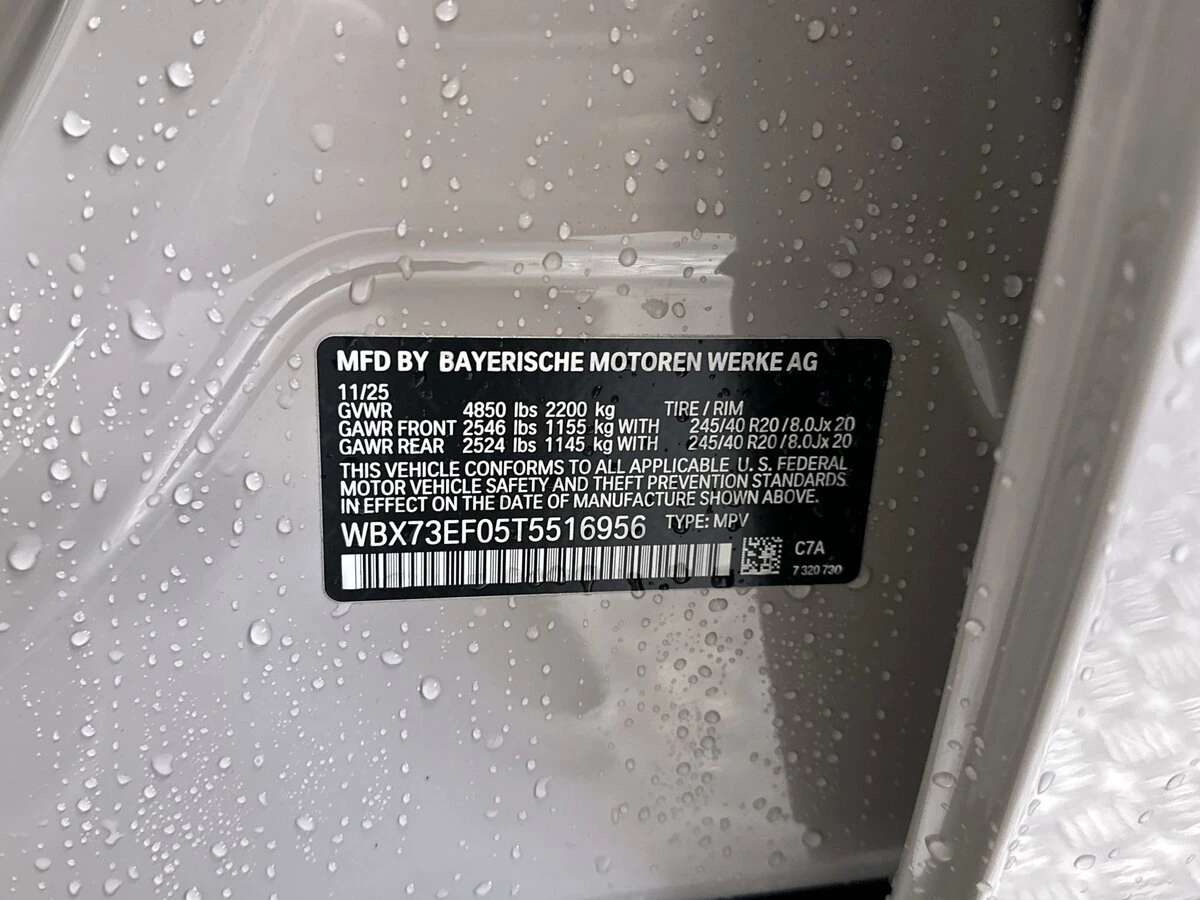 MFD BY BAYERISCHE MOTOREN WERKE AG
11/25
GVWR 4850 lbs 2200 kg TIRE / RIM
GAWR FRONT 2546 lbs 1155 kg WITH 245/40 R20 / 8.0Jx 20
GAWR REAR 2524 lbs 1145 kg WITH 245/40 R20 / 8.0Jx 20
THIS VEHICLE CONFORMS TO ALL APPLICABLE U. S. FEDERAL
MOTOR VEHICLE SAFETY AND THEFT PREVENTION STANDARDS
IN EFFECT ON THE DATE OF MANUFACTURE SHOWN ABOVE.
WBX73EF05T5516956 TYPE: MPV
C7A
7 320 730